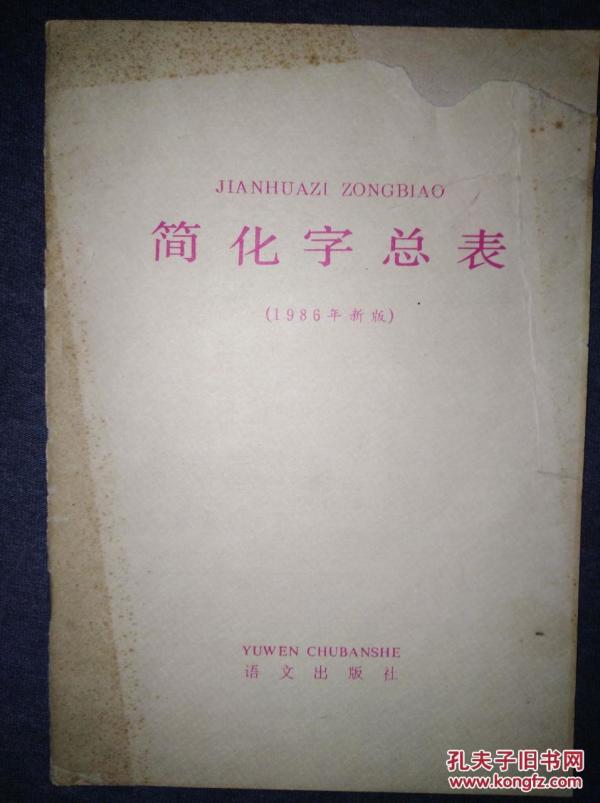 JIANHUAZI ZONGBIAO
简化字总表
(1986年新版)
YUWEN CHUBANSHE
语文出版社
孔夫子旧书网
www.kongfz.com